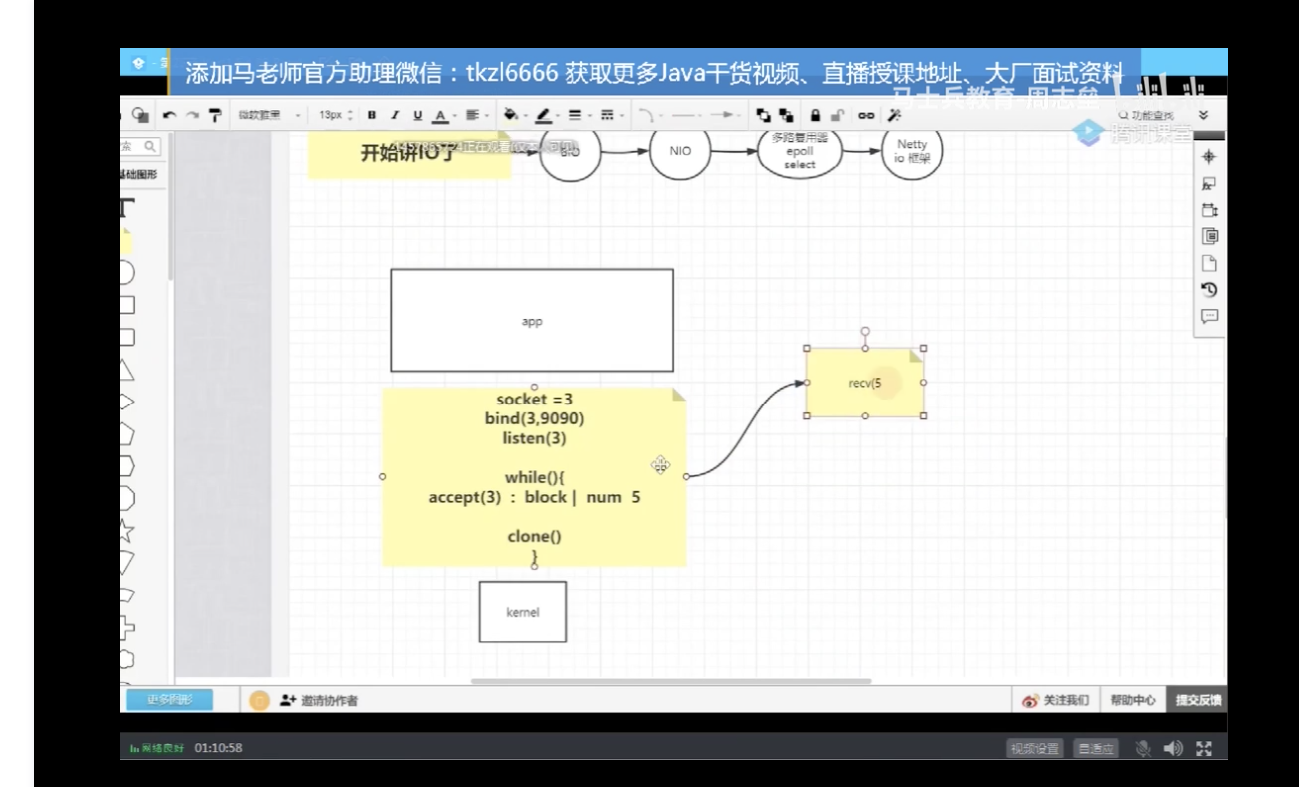 添加马老师官方助理微信：tkzl6666 获取更多Java干货视频、直播授课地址、大厂面试资料
马士兵教育-周志垒
腾讯课堂
微软雅黑
13px
B I U A
功能查找
基础图形
开始讲IO了
BIO
NIO
多路复用器
epoll
select
Netty
io 框架
app
socket =3
bind(3,9090)
listen(3)
while(){
accept(3) : block | num 5
clone()
}
recv(5
kernel
更多图形
邀请协作者
关注我们
帮助中心
提交反馈
网络良好
01:10:58
视频设置
自适应